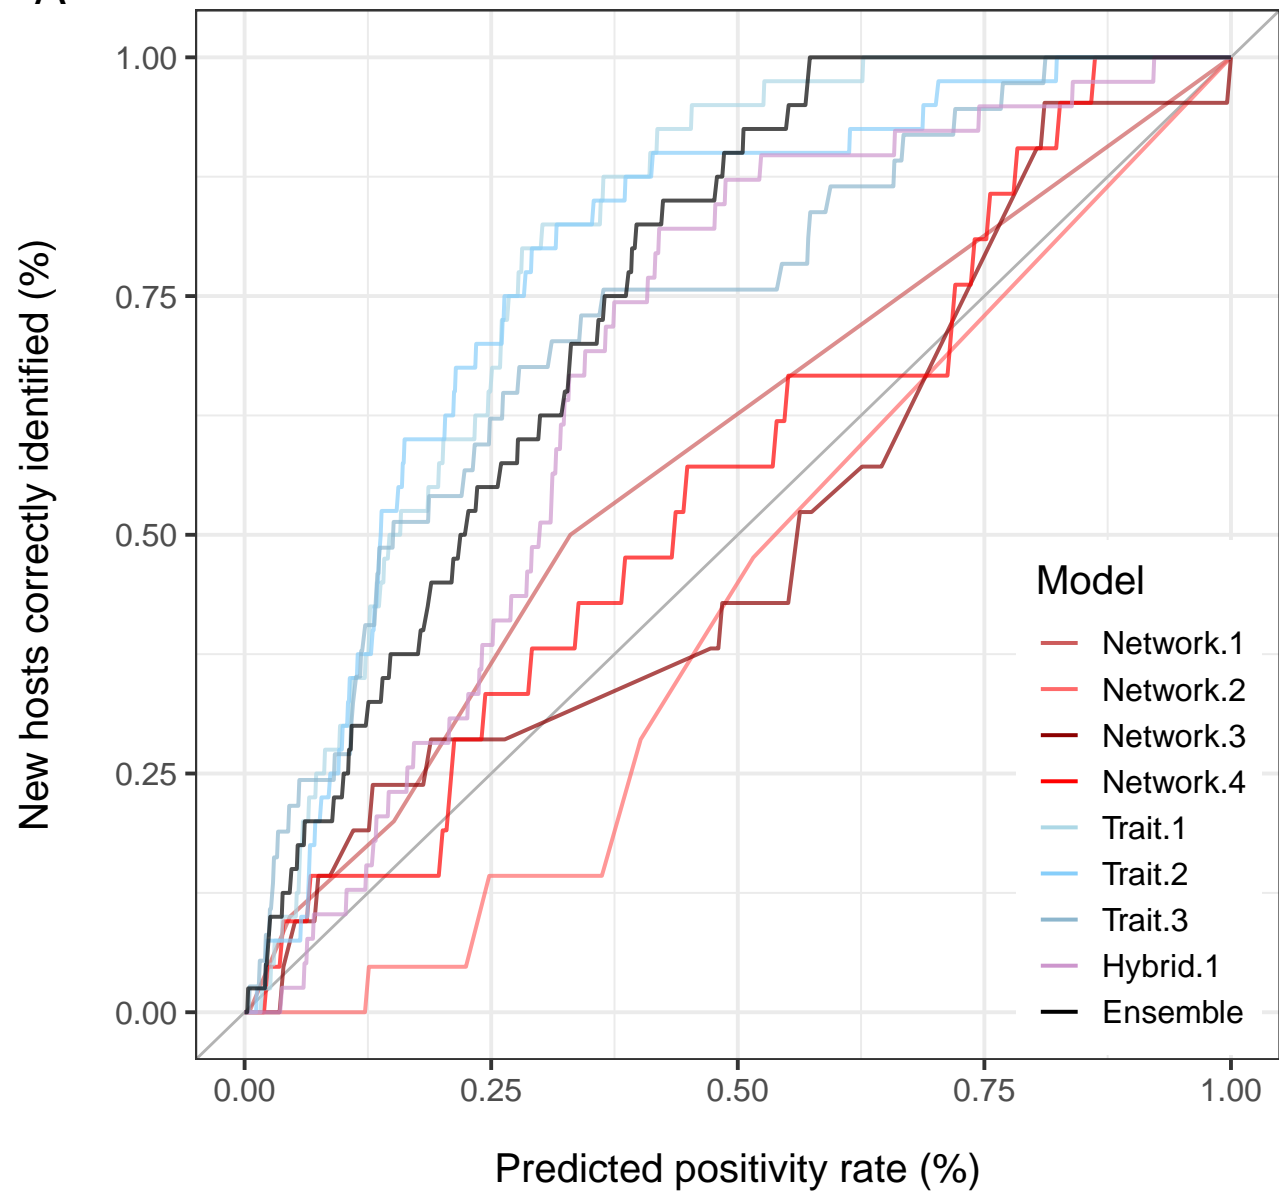 1.00
0.75
0.50
0.25
0.00
New hosts correctly identified (%)
Model
Network.1
Network.2
Network.3
Network.4
Trait.1
Trait.2
Trait.3
Hybrid.1
Ensemble
0.00 0.25 0.50 0.75 1.00
Predicted positivity rate (%)